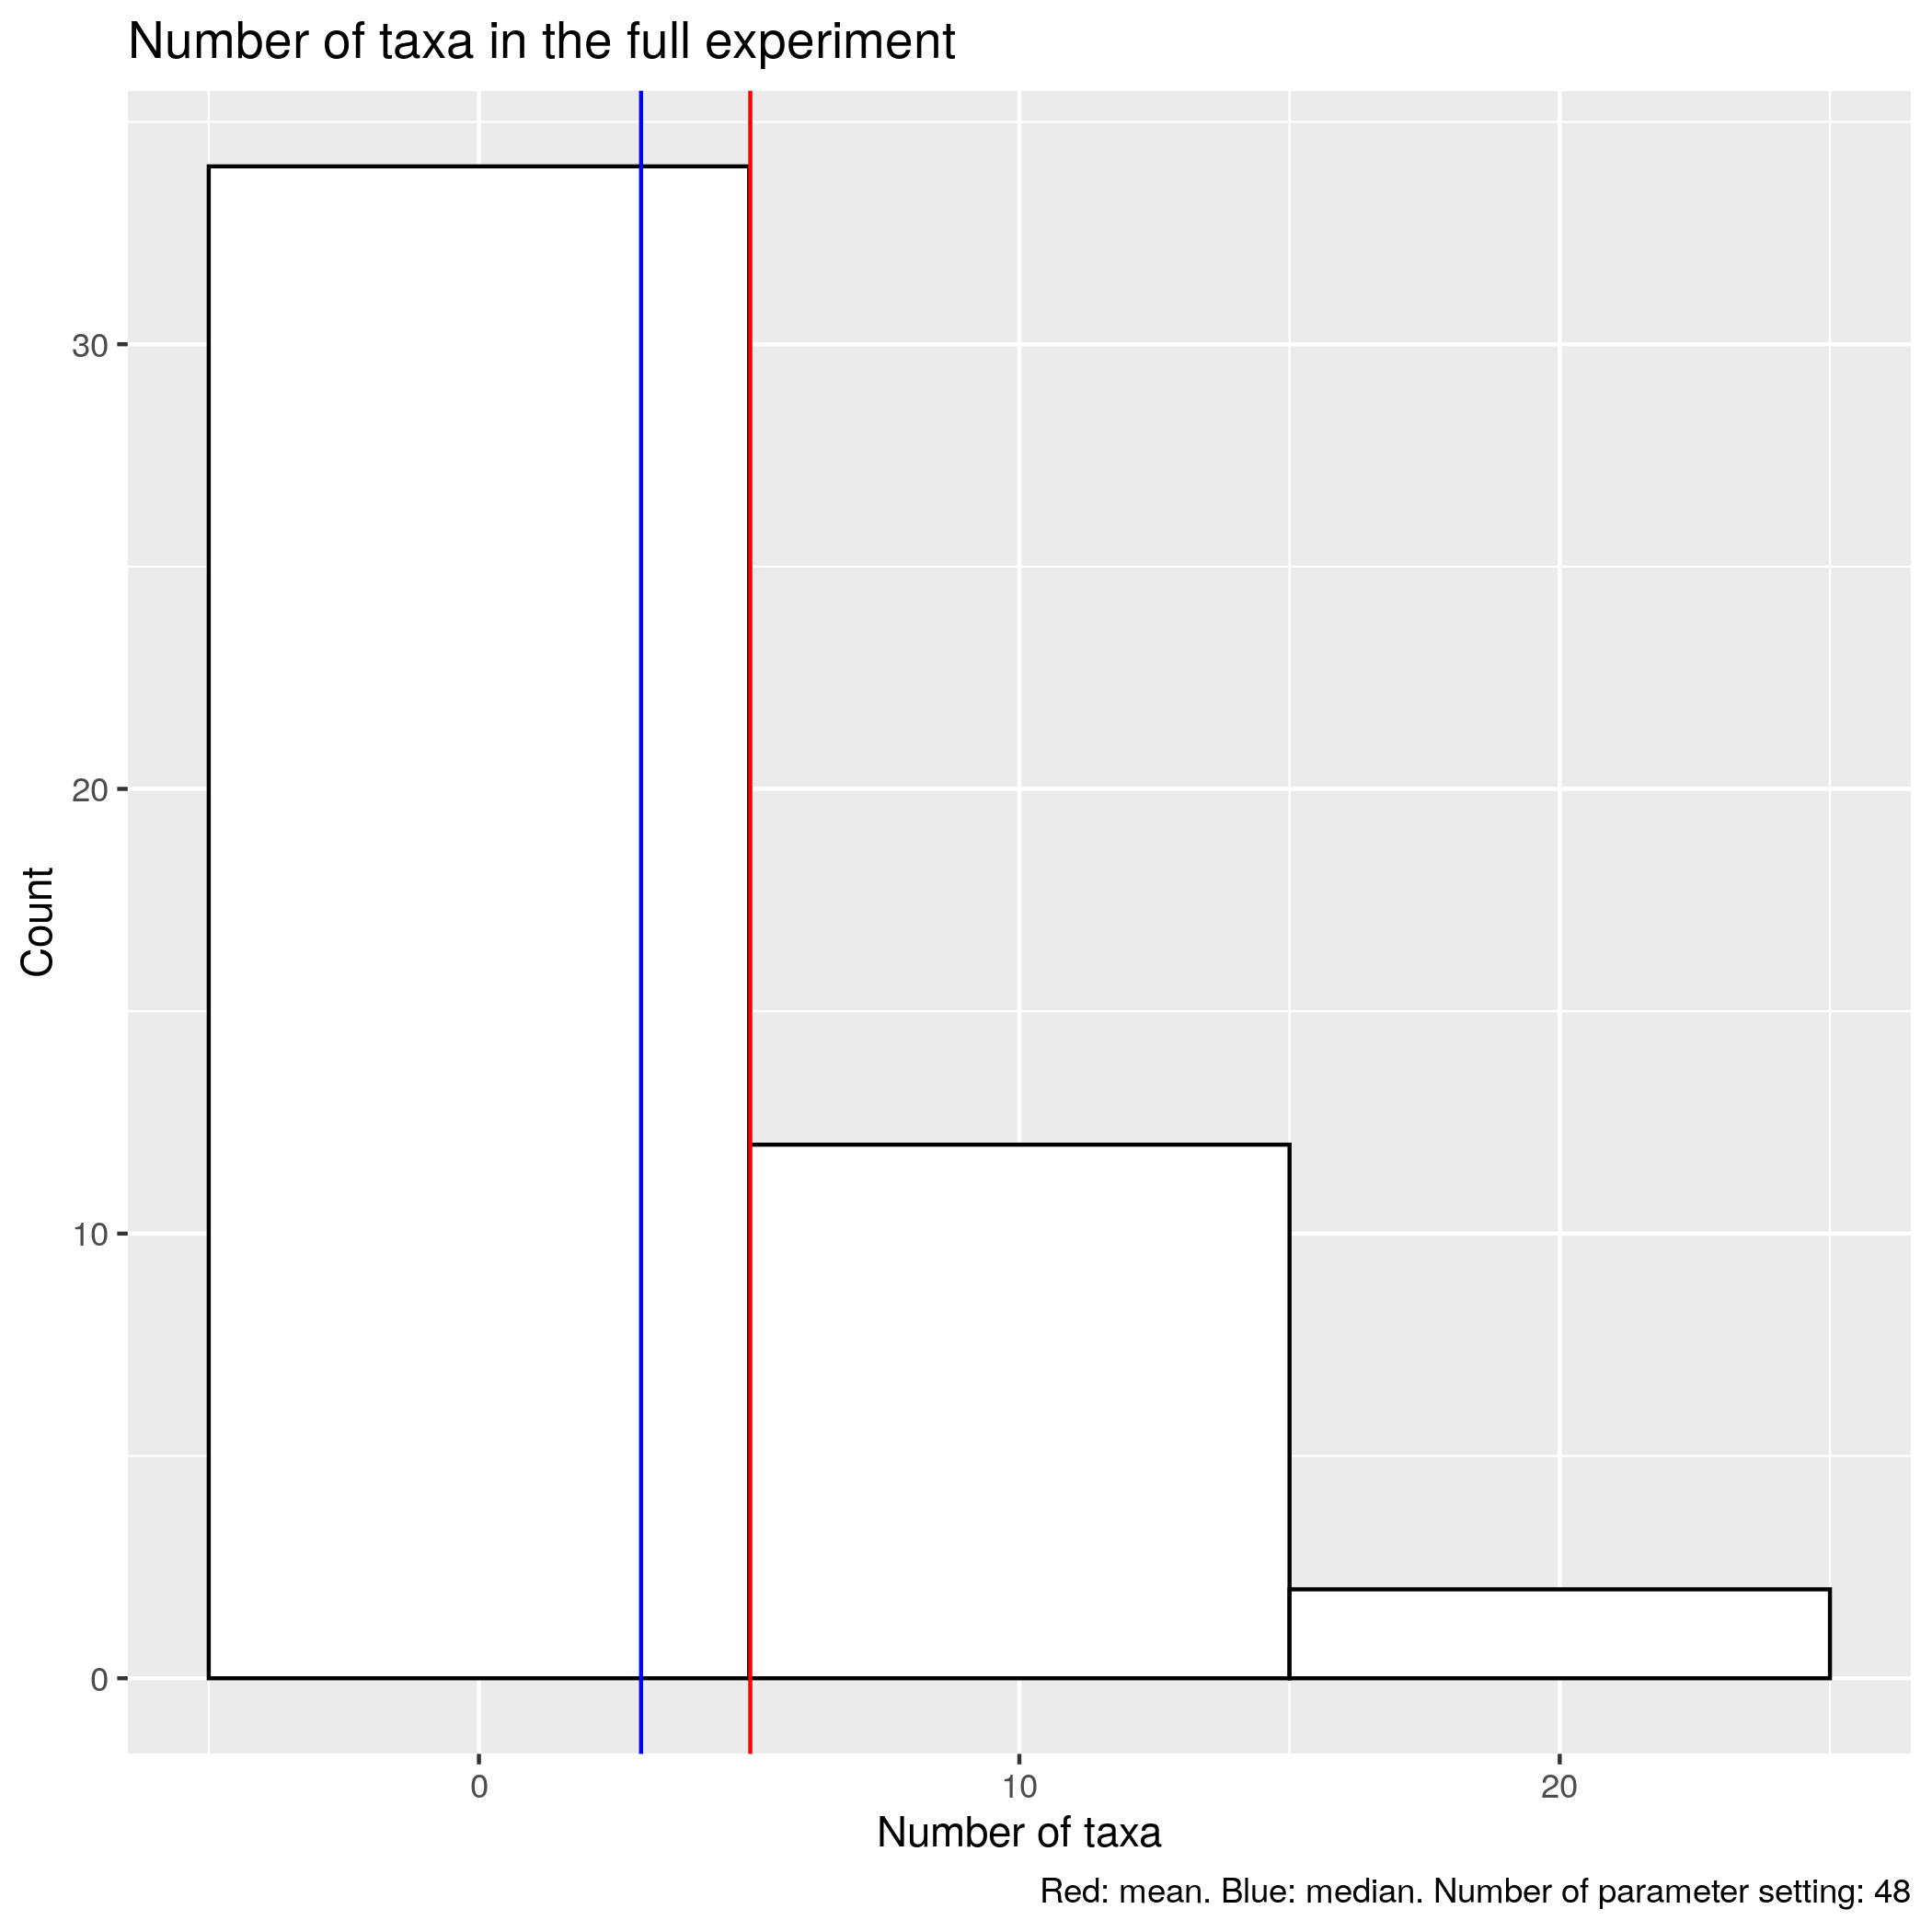 Number of taxa in the full experiment
Count
30
20
10
0
0 10 20
Number of taxa
Red: mean. Blue: median. Number of parameter setting: 48